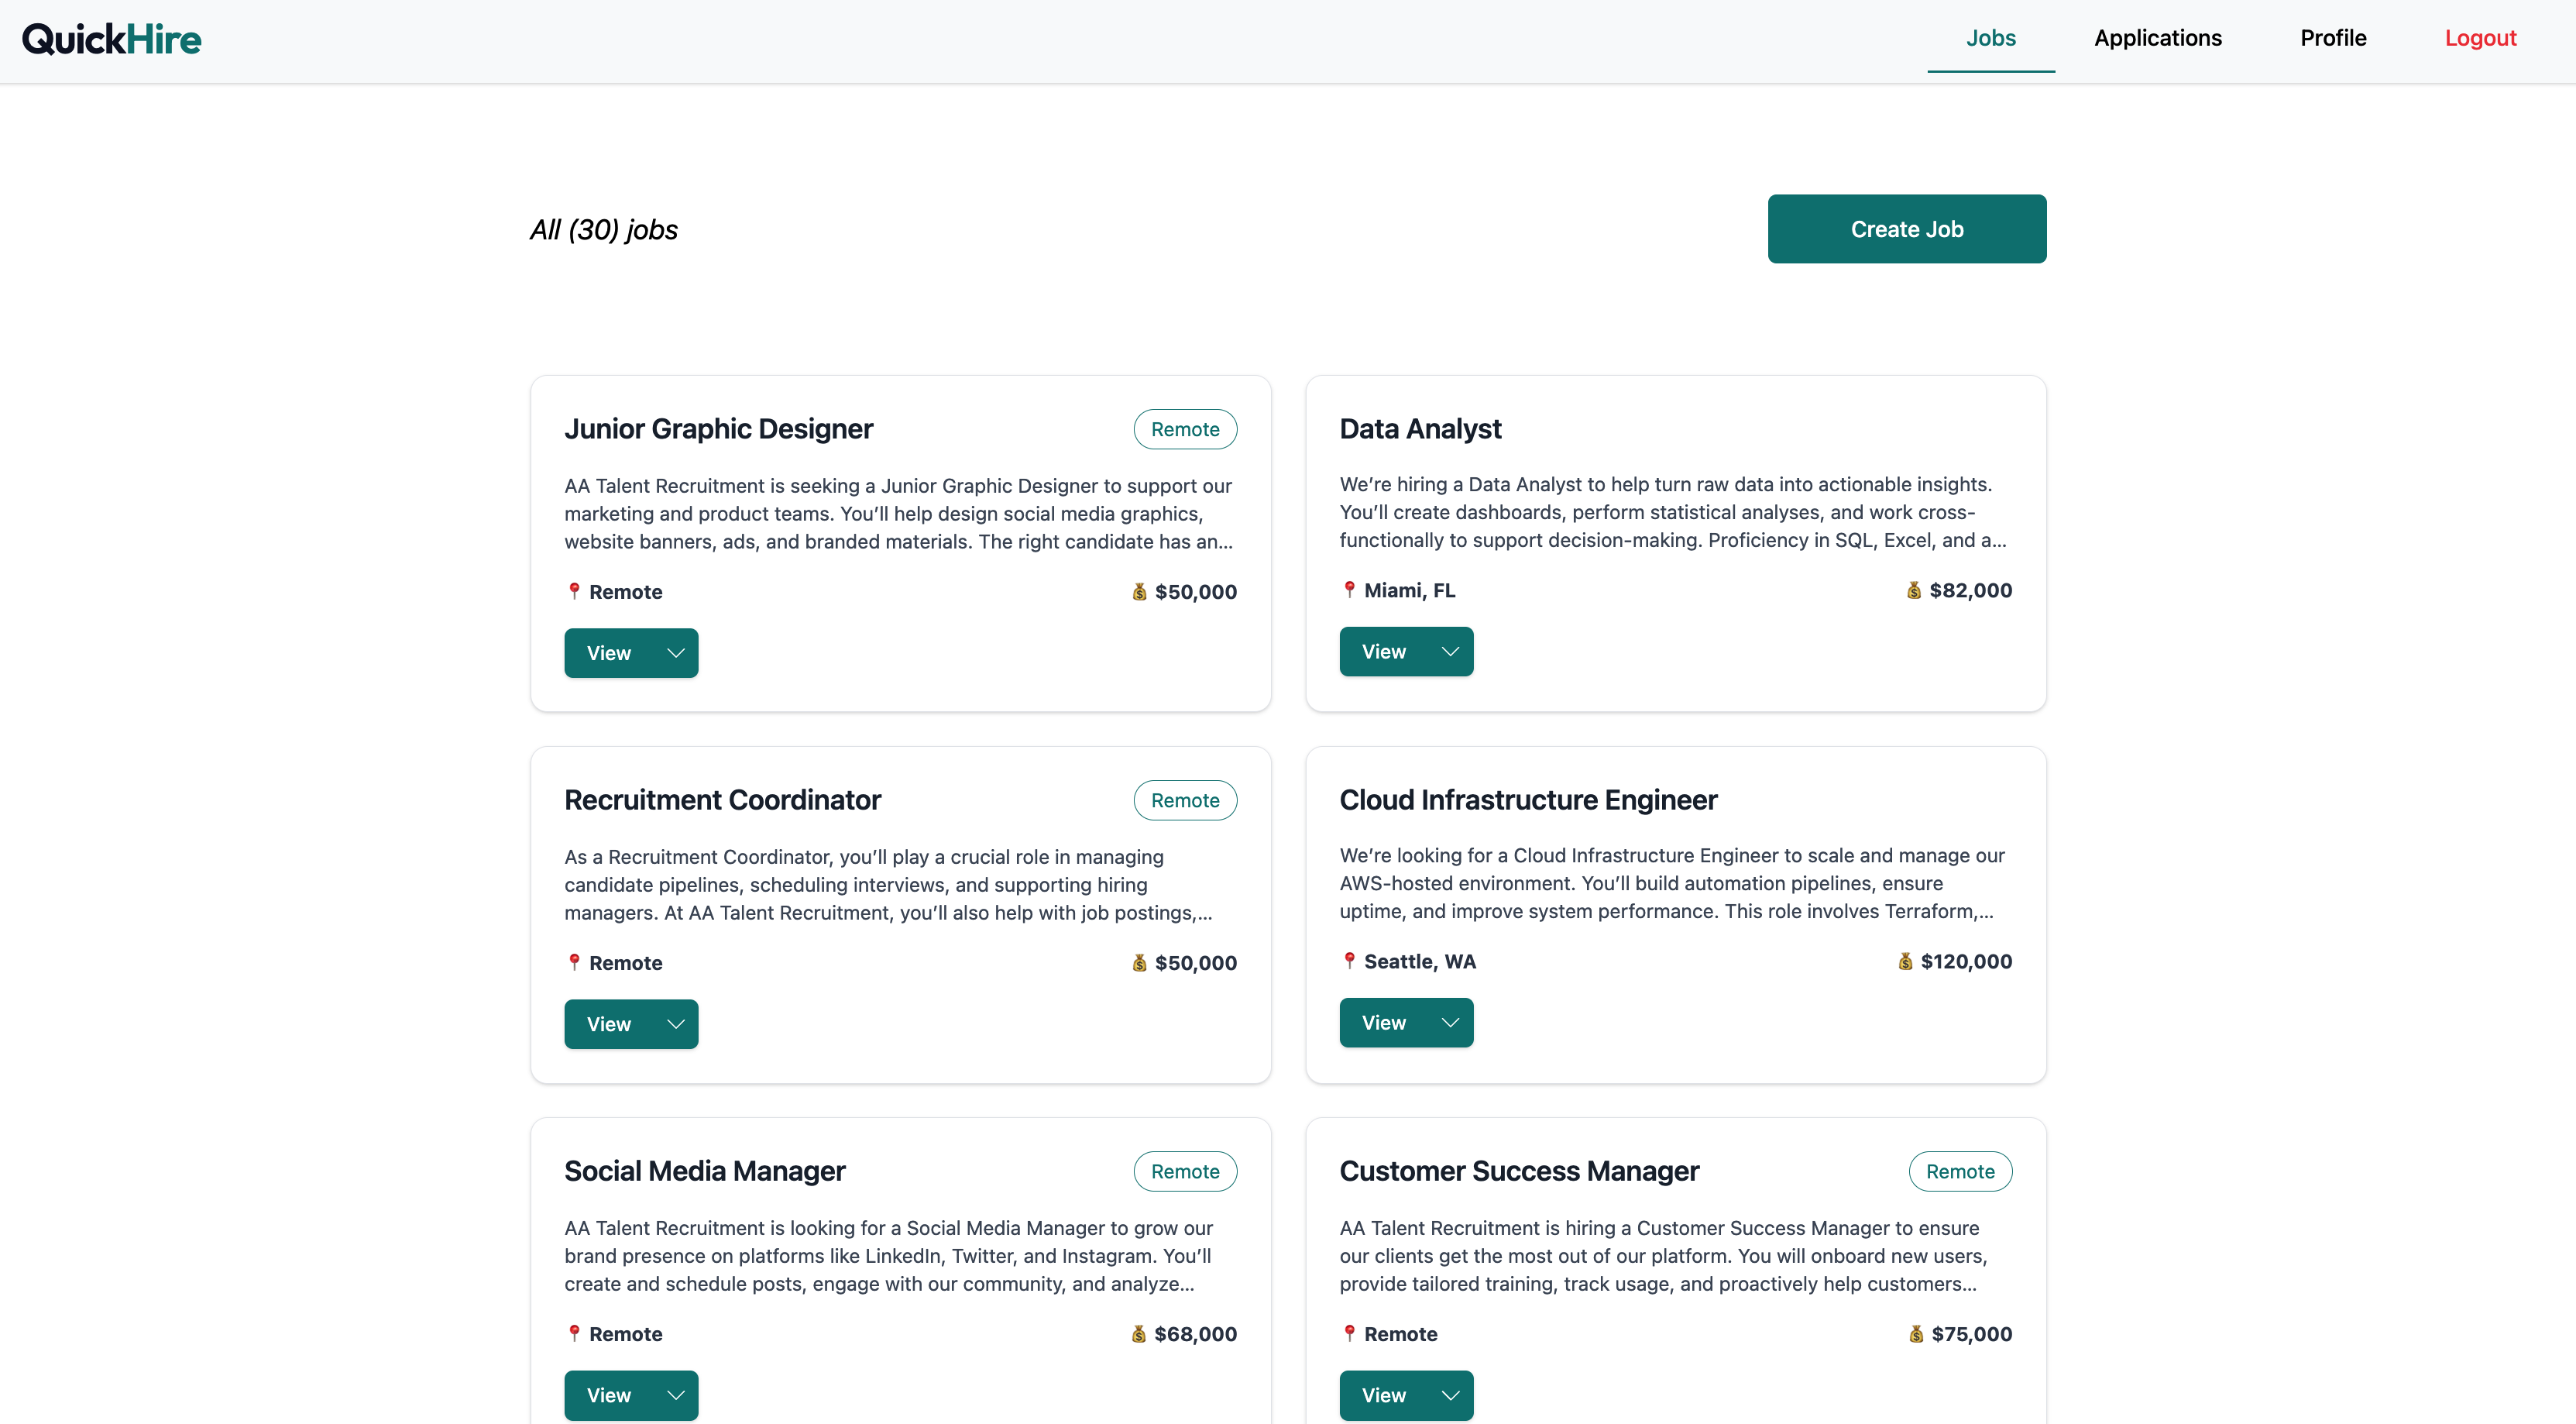 QuickHire
Jobs
Applications
Profile
Logout
All (30) jobs
Create Job
Junior Graphic Designer
Remote
AA Talent Recruitment is seeking a Junior Graphic Designer to support our
marketing and product teams. You’ll help design social media graphics,
website banners, ads, and branded materials. The right candidate has an...
Remote
$50,000
View
Data Analyst
We’re hiring a Data Analyst to help turn raw data into actionable insights.
You’ll create dashboards, perform statistical analyses, and work cross-
functionally to support decision-making. Proficiency in SQL, Excel, and a...
Miami, FL
$82,000
View
Recruitment Coordinator
Remote
As a Recruitment Coordinator, you’ll play a crucial role in managing
candidate pipelines, scheduling interviews, and supporting hiring
managers. At AA Talent Recruitment, you’ll also help with job postings,...
Remote
$50,000
View
Cloud Infrastructure Engineer
We’re looking for a Cloud Infrastructure Engineer to scale and manage our
AWS-hosted environment. You’ll build automation pipelines, ensure
uptime, and improve system performance. This role involves Terraform,...
Seattle, WA
$120,000
View
Social Media Manager
Remote
AA Talent Recruitment is looking for a Social Media Manager to grow our
brand presence on platforms like LinkedIn, Twitter, and Instagram. You’ll
create and schedule posts, engage with our community, and analyze...
Remote
$68,000
View
Customer Success Manager
Remote
AA Talent Recruitment is hiring a Customer Success Manager to ensure
our clients get the most out of our platform. You will onboard new users,
provide tailored training, track usage, and proactively help customers...
Remote
$75,000
View